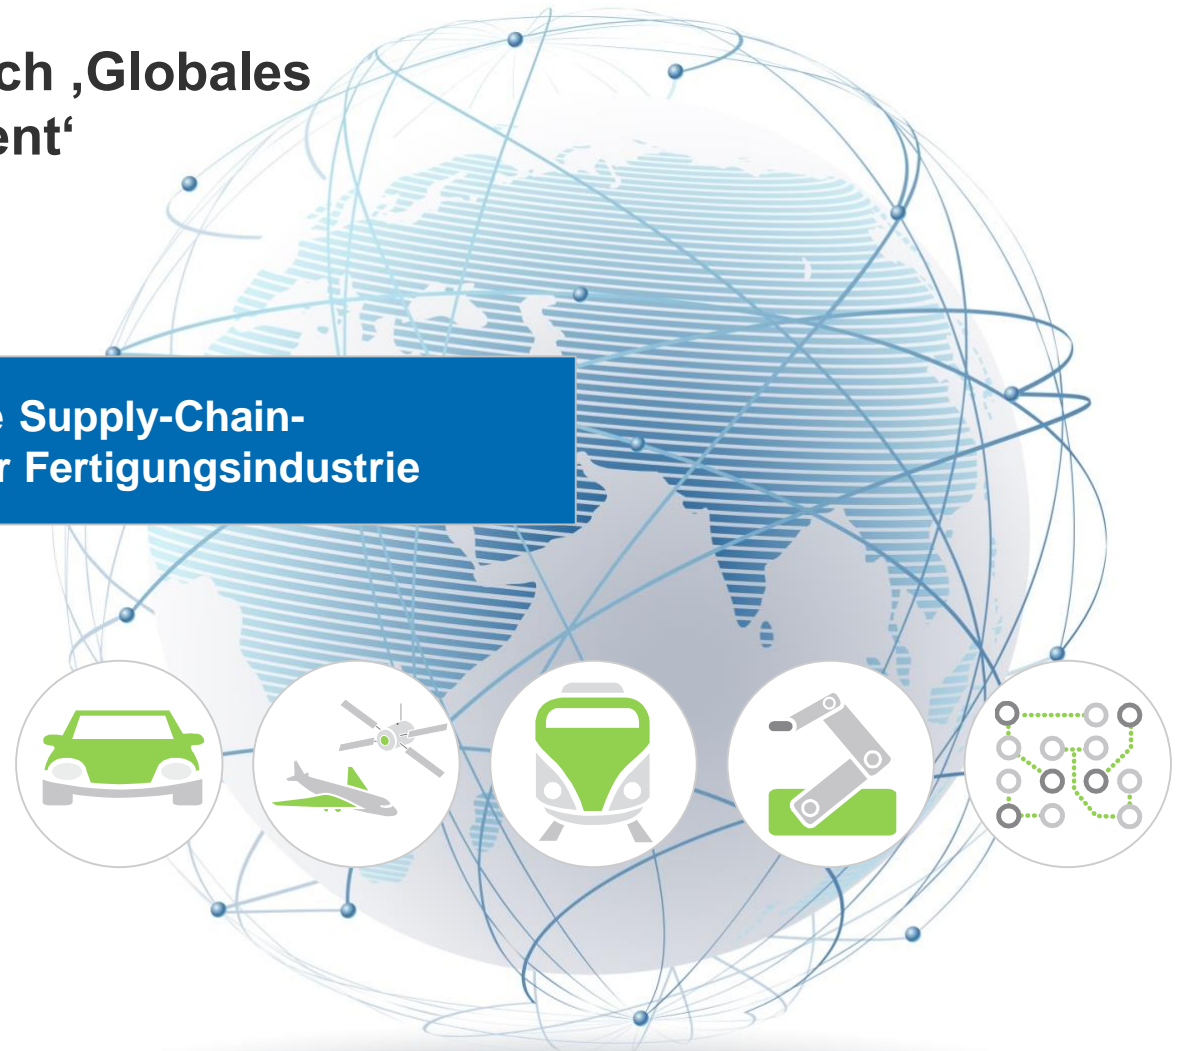 ch ‚Globales
ent‘
e Supply-Chain-
r Fertigungsindustrie